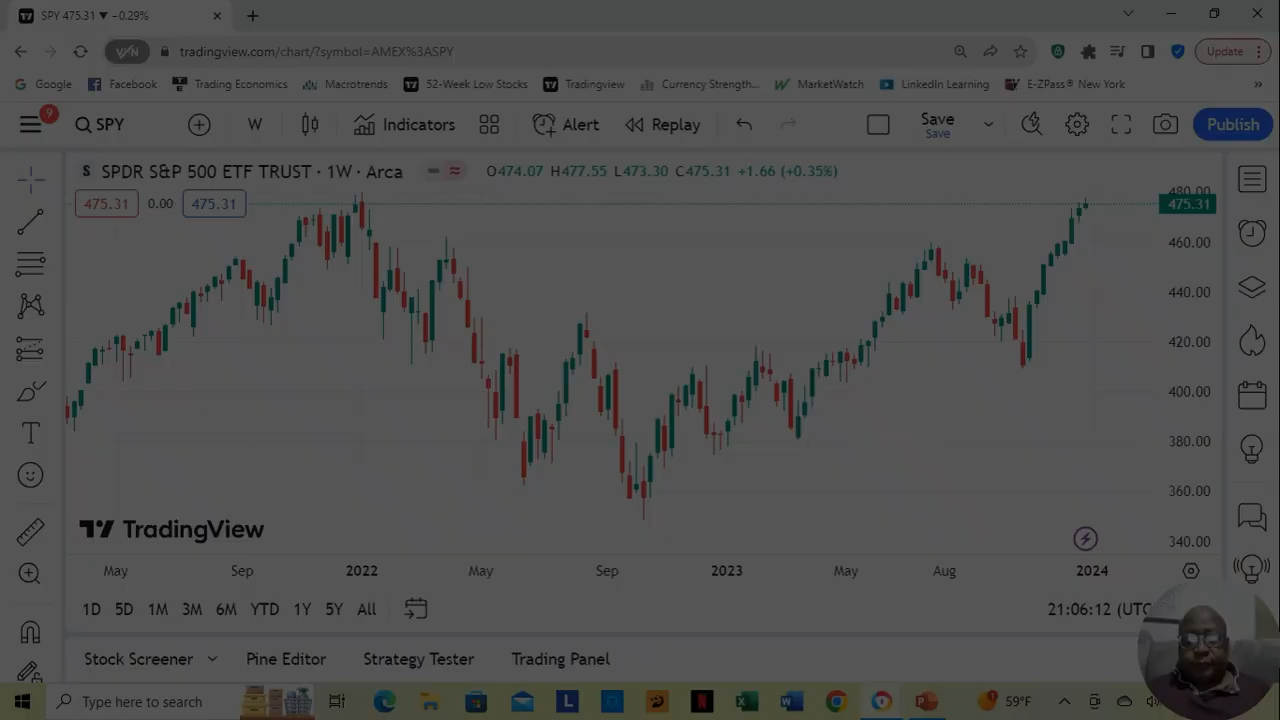 SPY 475.31 ▼ −0.29%
tradingview.com/chart/?symbol=AMEX%3ASPY
Update
Google
Facebook
Trading Economics
Macrotrends
52-Week Low Stocks
Tradingview
Currency Strength...
MarketWatch
LinkedIn Learning
E-ZPass® New York
»
9
SPY
W
Indicators
Alert
Replay
Save
Save
Publish
S SPDR S&P 500 ETF TRUST · 1W · Arca
O474.07 H477.55 L473.30 C475.31 +1.66 (+0.35%)
475.31 0.00 475.31
480.00
475.31
460.00
440.00
420.00
400.00
380.00
360.00
340.00
TradingView
May Sep 2022 May Sep 2023 May Aug 2024
1D 5D 1M 3M 6M YTD 1Y 5Y All
21:06:12 (UTC
Stock Screener Pine Editor Strategy Tester Trading Panel
Type here to search
L
59°F